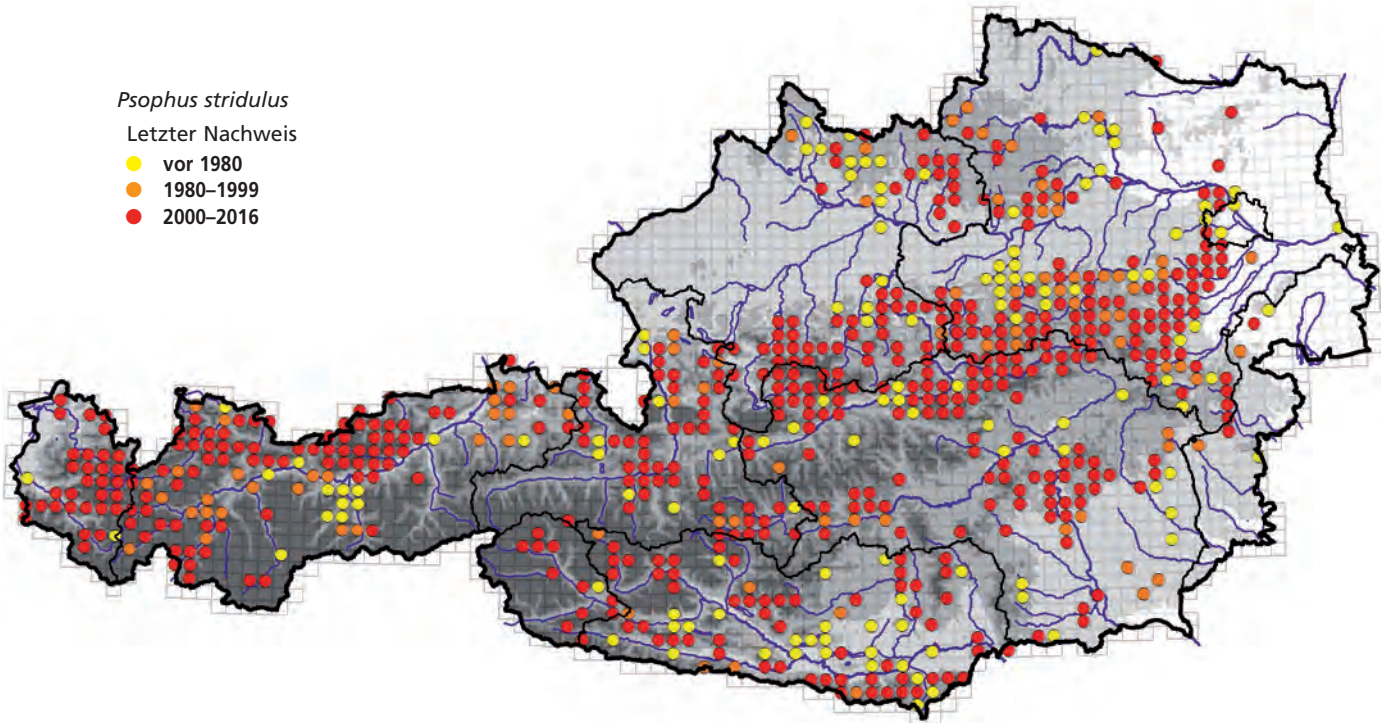 Psophus stridulus
Letzter Nachweis
vor 1980
1980–1999
2000–2016